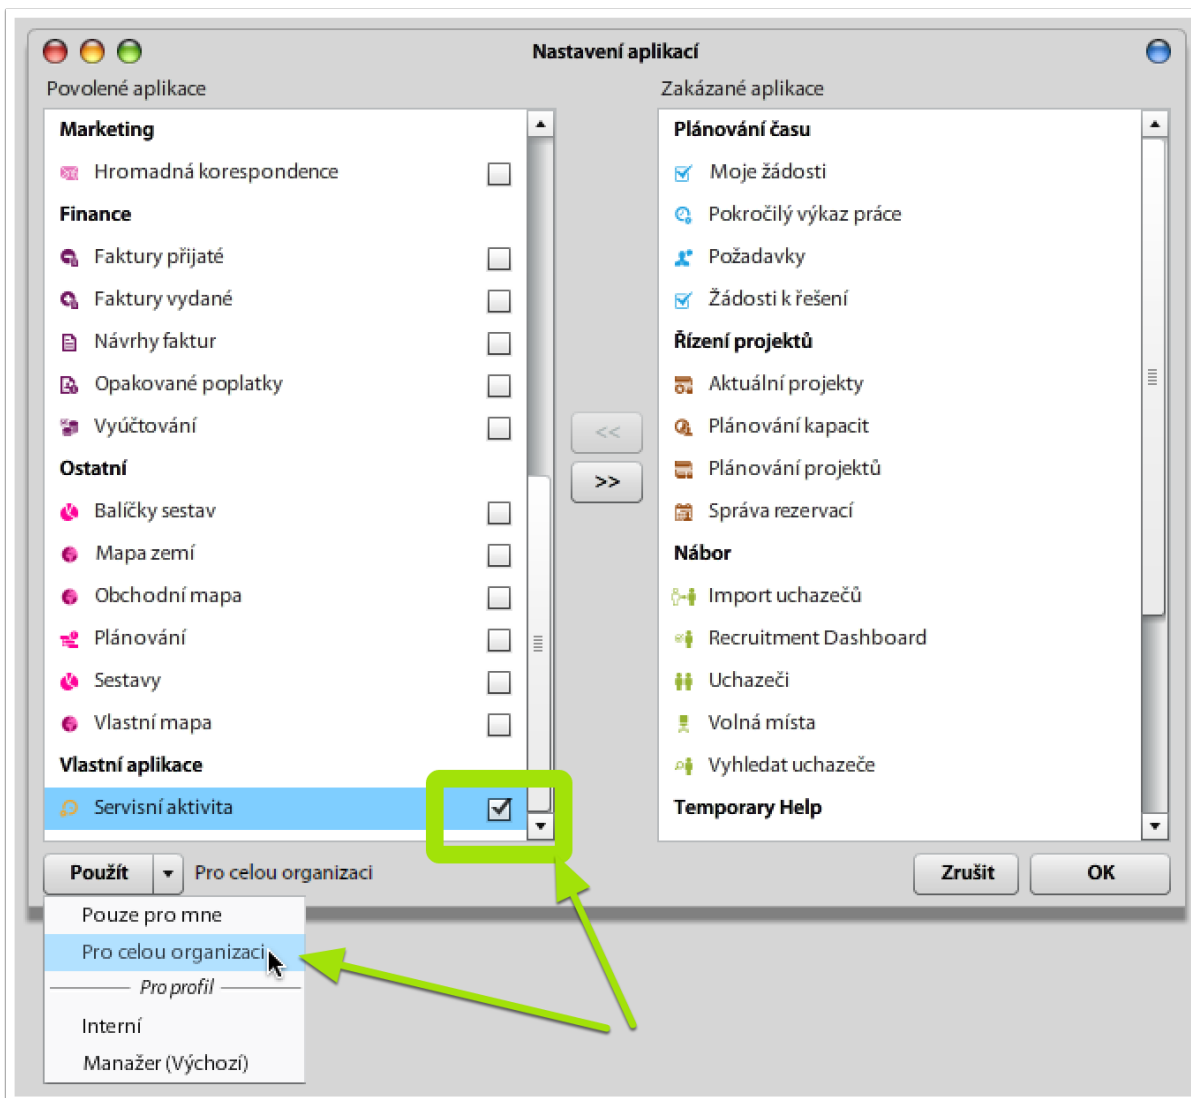 Nastavení aplikací
Povolené aplikace
Marketing
Hromadná korespondence
Finance
Faktury přijaté
Faktury vydané
Návrhy faktur
Opakované poplatky
Vyúčtování
Ostatní
Balíčky sestav
Mapa zemí
Obchodní mapa
Plánování
Sestavy
Vlastní mapa
Vlastní aplikace
Servisní aktivita
<<
>>
Zakázané aplikace
Plánování času
Moje žádosti
Pokročilý výkaz práce
Požadavky
Žádosti k řešení
Řízení projektů
Aktuální projekty
Plánování kapacit
Plánování projektů
Správa rezervací
Nábor
Import uchazečů
Recruitment Dashboard
Uchazeči
Volná místa
Vyhledat uchazeče
Temporary Help
Použít
Pro celou organizaci
Zrušit
OK
Pouze pro mne
Pro celou organizaci
Pro profil
Interní
Manažer (Výchozí)